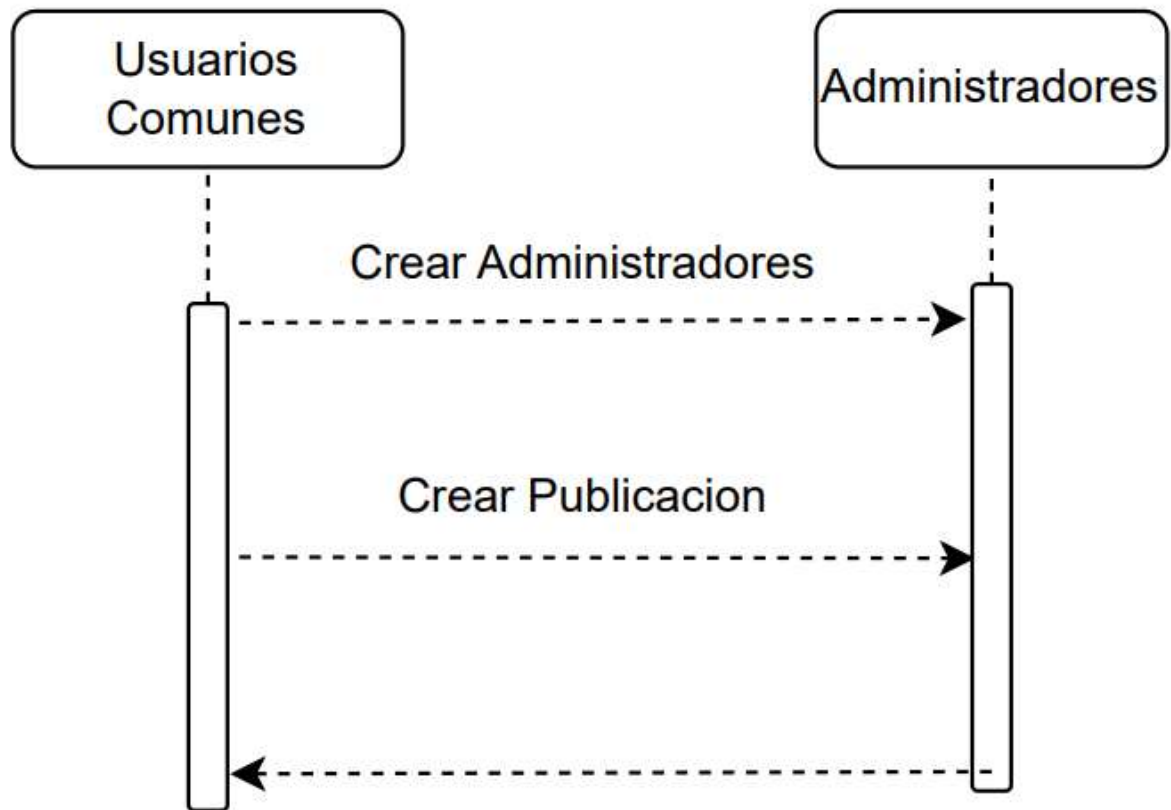 Usuarios
Comunes
Administradores
Crear Administradores
Crear Publicacion